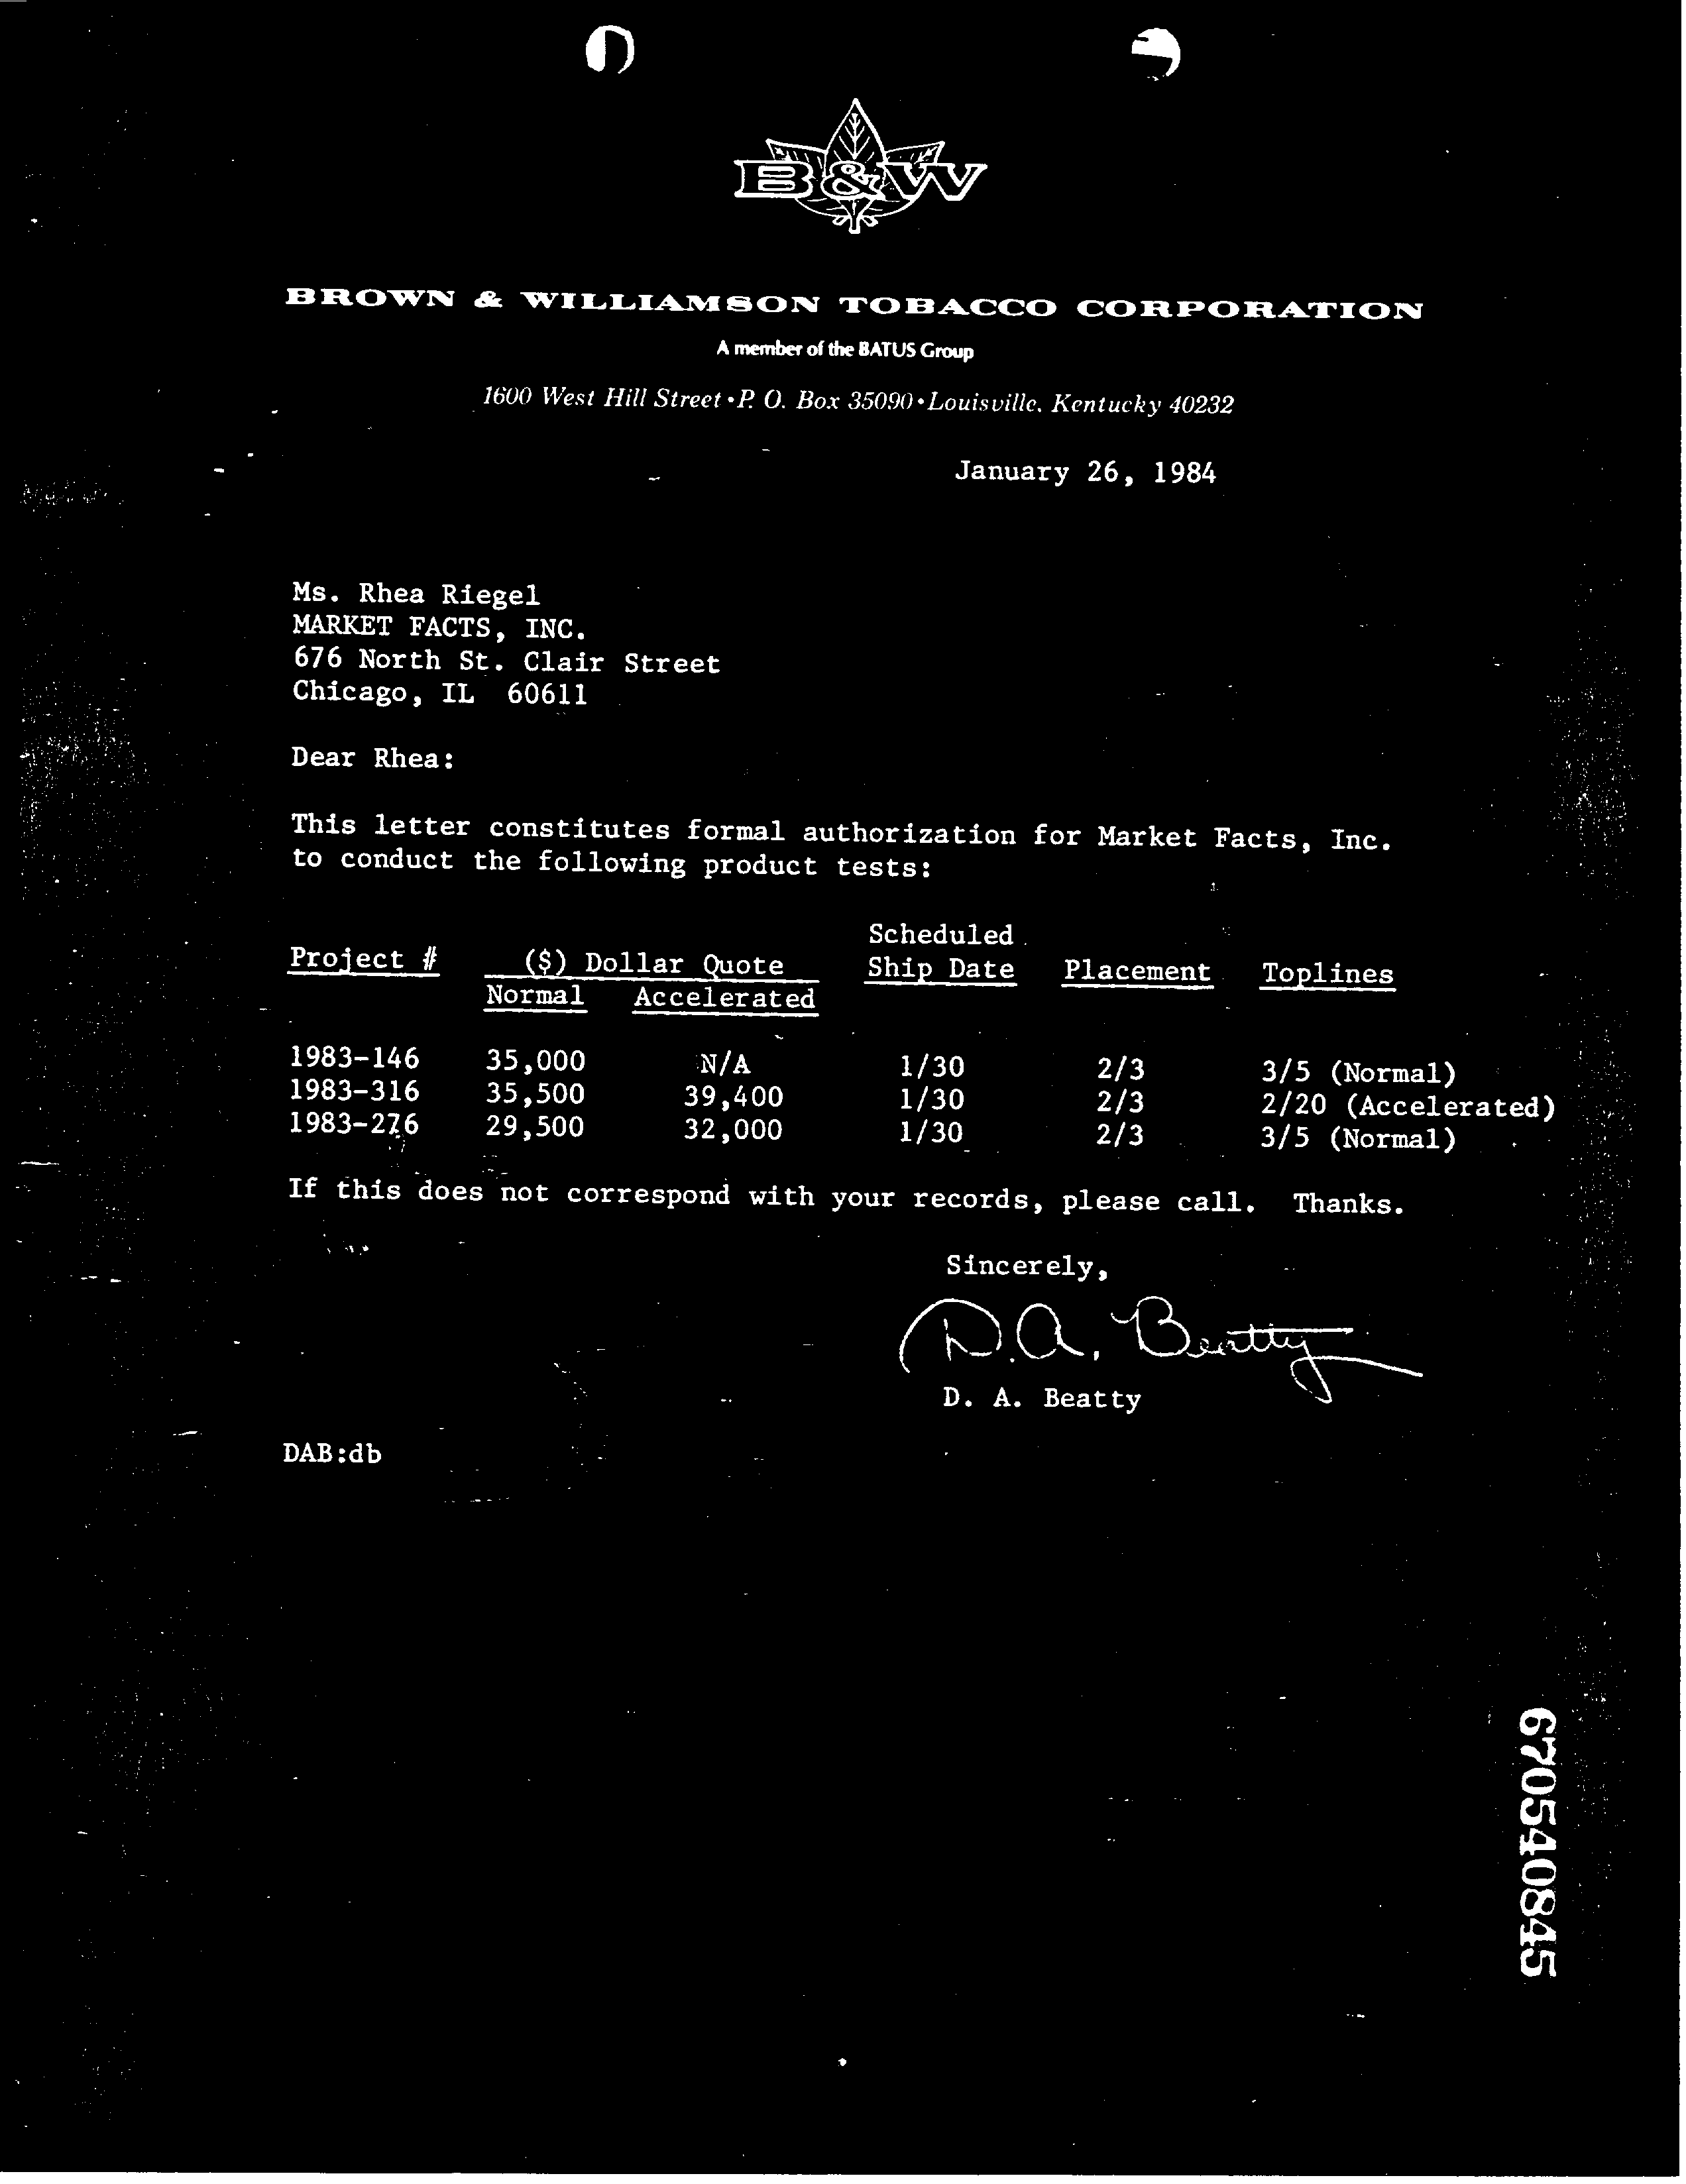 B&W
BROWN & WILLIAMSON TOBACCO CORPORATION
A member of the BATUS Group
1600 West Hill Street • P. O. Box 35090 • Louisville, Kentucky 40232
January 26, 1984
Ms. Rhea Riegel
MARKET FACTS, INC.
676 North St. Clair Street
Chicago, IL 60611
Dear Rhea:
This letter constitutes formal authorization for Market Facts, Inc.
to conduct the following product tests:
Scheduled
Project # ($) Dollar Quote Ship Date Placement Toplines
Normal Accelerated
1983-146 35,000 N/A 1/30 2/3 3/5 (Normal)
1983-316 35,500 39,400 1/30 2/3 2/20 (Accelerated)
1983-276 29,500 32,000 1/30 2/3 3/5 (Normal)
If this does not correspond with your records, please call. Thanks.
Sincerely,
D.A. Beatty
D. A. Beatty
DAB:db
670540845